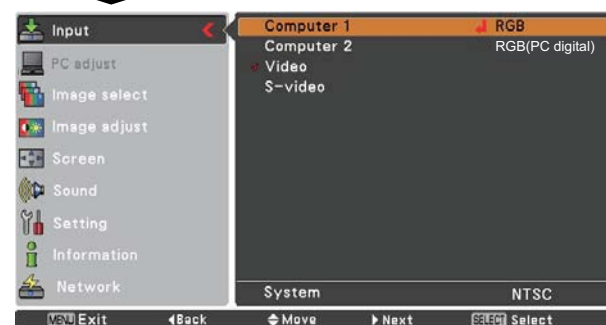 Input
Computer 1 RGB
Computer 2 RGB(PC digital)
Video
S-video
PC adjust
Image select
Image adjust
Screen
Sound
Setting
Information
Network
System NTSC
MENU Exit Back Move Next SELECT Select